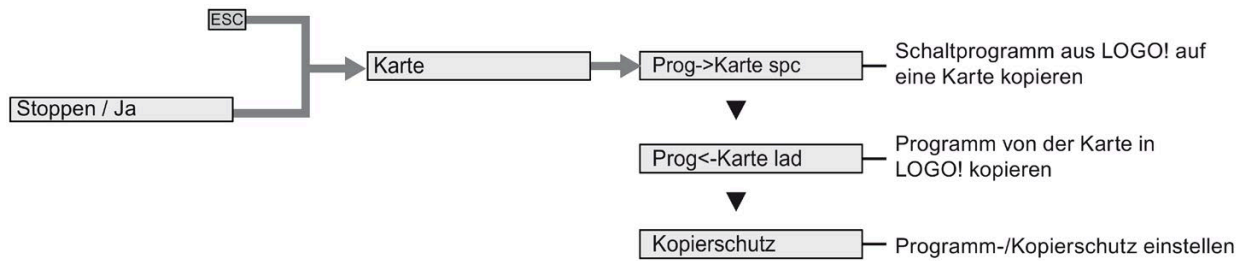 ESC
Stoppen / Ja
Karte
Prog->Karte spc
Schaltprogramm aus LOGO! auf
eine Karte kopieren
Prog<-Karte lad
Programm von der Karte in
LOGO! kopieren
Kopierschutz
Programm-/Kopierschutz einstellen